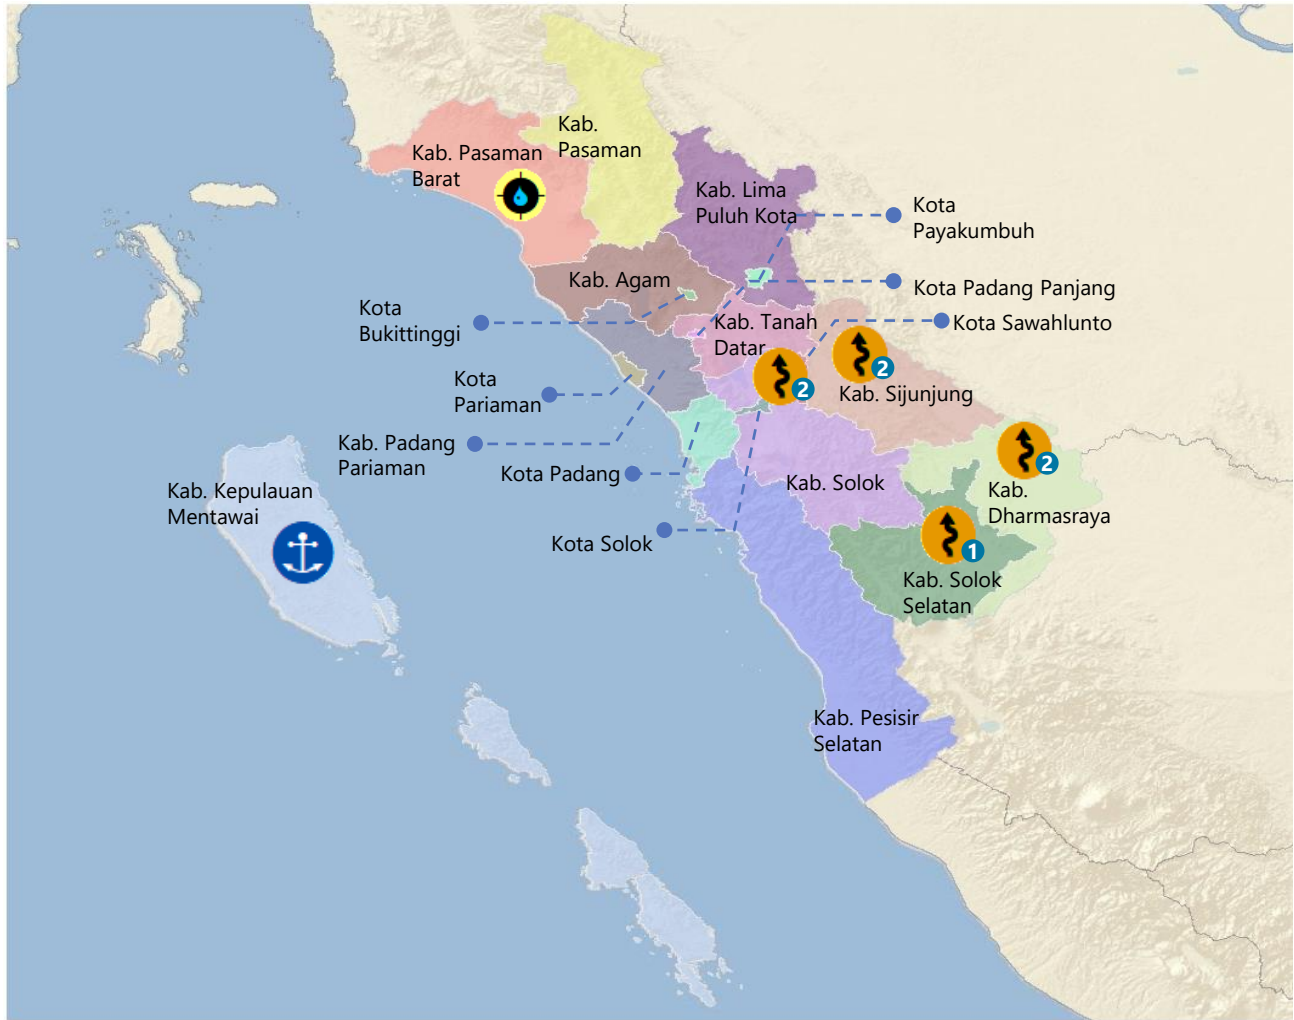 Kab.
Pasaman
Kab. Pasaman
Barat
Kab. Lima
Puluh Kota
Kota
Payakumbuh
Kab. Agam
Kota Padang Panjang
Kota
Bukittinggi
Kab. Tanah
Datar
Kota Sawahlunto
2
2
Kota
Pariaman
Kab. Sijunjung
Kab. Padang
Pariaman
Kota Padang
2
Kab. Solok
Kab.
Dharmasraya
Kab. Kepulauan
Mentawai
Kota Solok
1
Kab. Solok
Selatan
Kab. Pesisir
Selatan